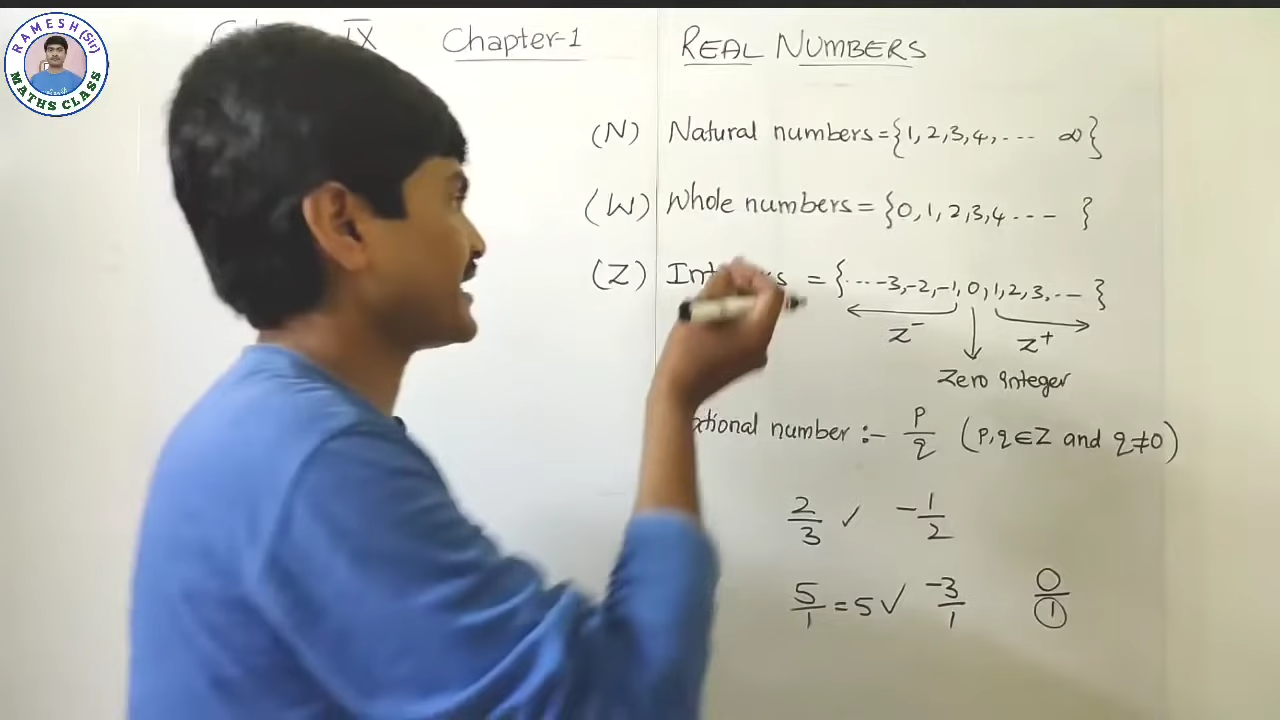 RAMESH (Sir)
MATHS CLASS
IX Chapter-1 REAL NUMBERS
(N) Natural numbers = {1, 2, 3, 4, ... ∞}
(W) Whole numbers = {0, 1, 2, 3, 4 ... }
(Z) = { ... -3, -2, -1, 0, 1, 2, 3, ... }
Z⁻ Z⁺
Zero integer
number :- p/q (p, q ∈ Z and q ≠ 0)
2/3 ✓ -1/2
5/1 = 5 ✓ -3/1 0/1